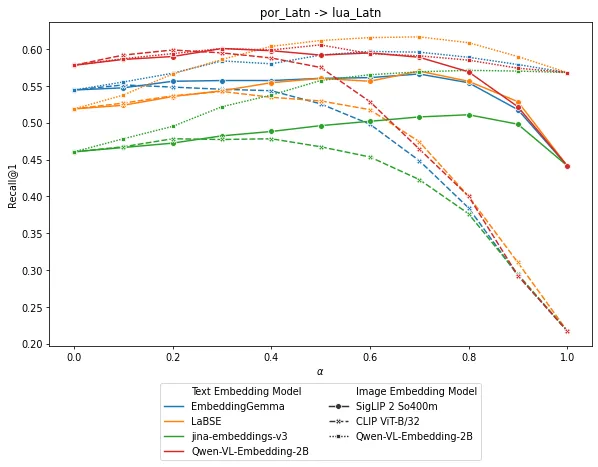 por_Latn -> lua_Latn
0.60
0.55
0.50
0.45
0.40
0.35
0.30
0.25
0.20
Recall@1
0.0 0.2 0.4 0.6 0.8 1.0
α
Text Embedding Model Image Embedding Model
EmbeddingGemma SigLIP 2 So400m
LaBSE CLIP ViT-B/32
jina-embeddings-v3 Qwen-VL-Embedding-2B
Qwen-VL-Embedding-2B